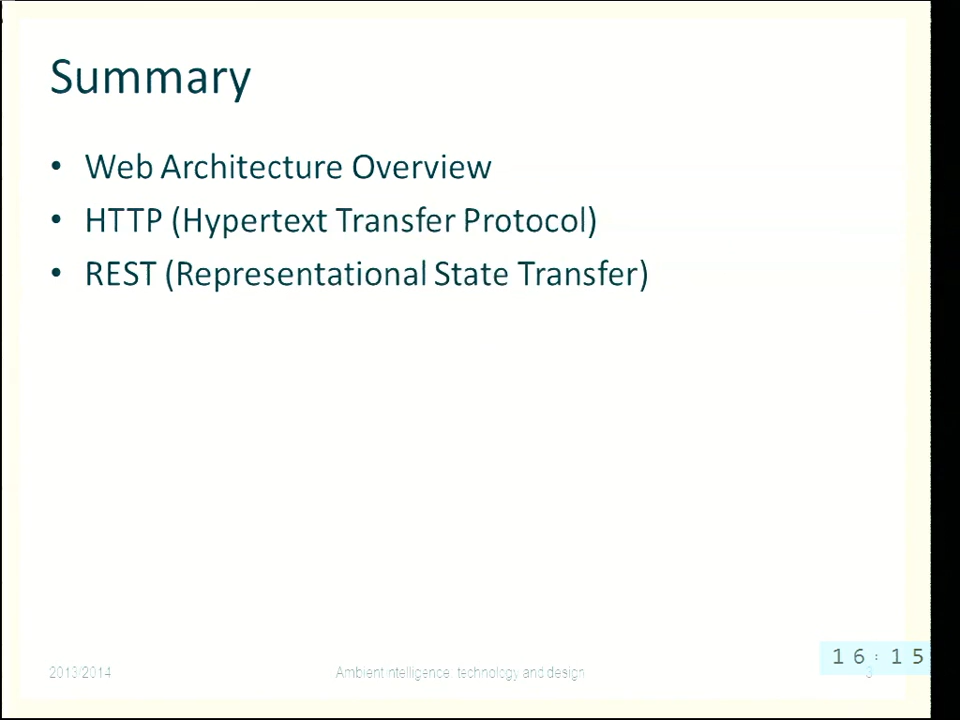 Summary
• Web Architecture Overview
• HTTP (Hypertext Transfer Protocol)
• REST (Representational State Transfer)
2013/2014
Ambient intelligence: technology and design
3
16:15